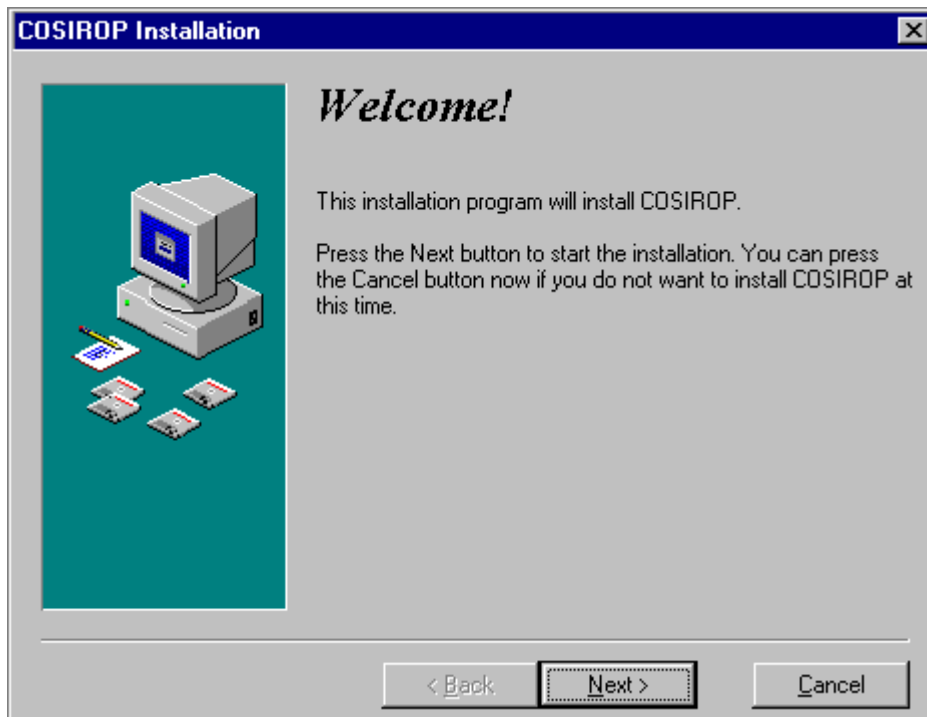 COSIROP Installation
Welcome!
This installation program will install COSIROP.
Press the Next button to start the installation. You can press
the Cancel button now if you do not want to install COSIROP at
this time.
< Back
Next >
Cancel